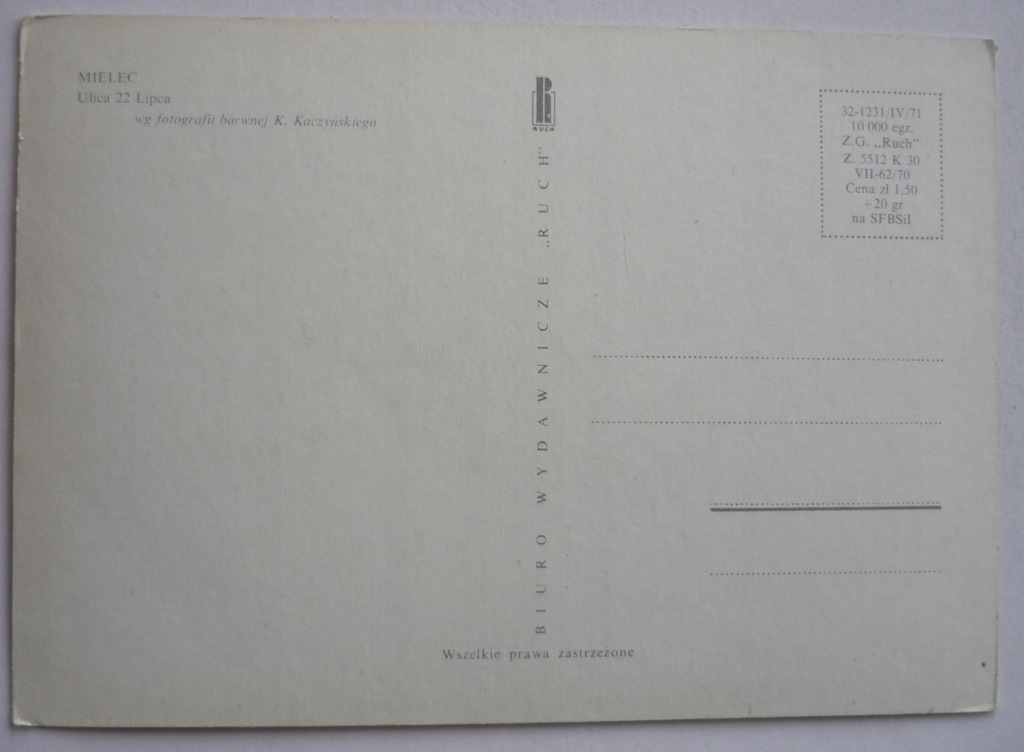 MIELEC
Ulica 22 Lipca
wg fotografii barwnej K. Kaczyńskiego
RUCH
BIURO WYDAWNICZE „RUCH"
32-1231/IV/71
10 000 egz.
Z.G. „Ruch"
Z. 5512 K 30
VII-62/70
Cena zł 1,50
+20 gr
na SFBSiI
Wszelkie prawa zastrzeżone